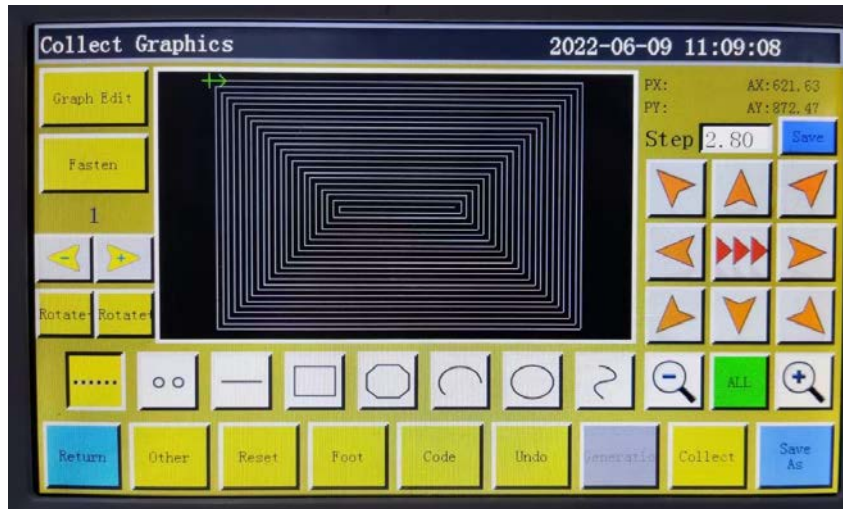 Collect Graphics
2022-06-09 11:09:08
Graph Edit
PX: AX:621.63
PY: AY:872.47
Step 2.80 Save
Fasten
1
- +
Rotate- Rotate+
ALL
Return Other Reset Foot Code Undo Generatio Collect Save As